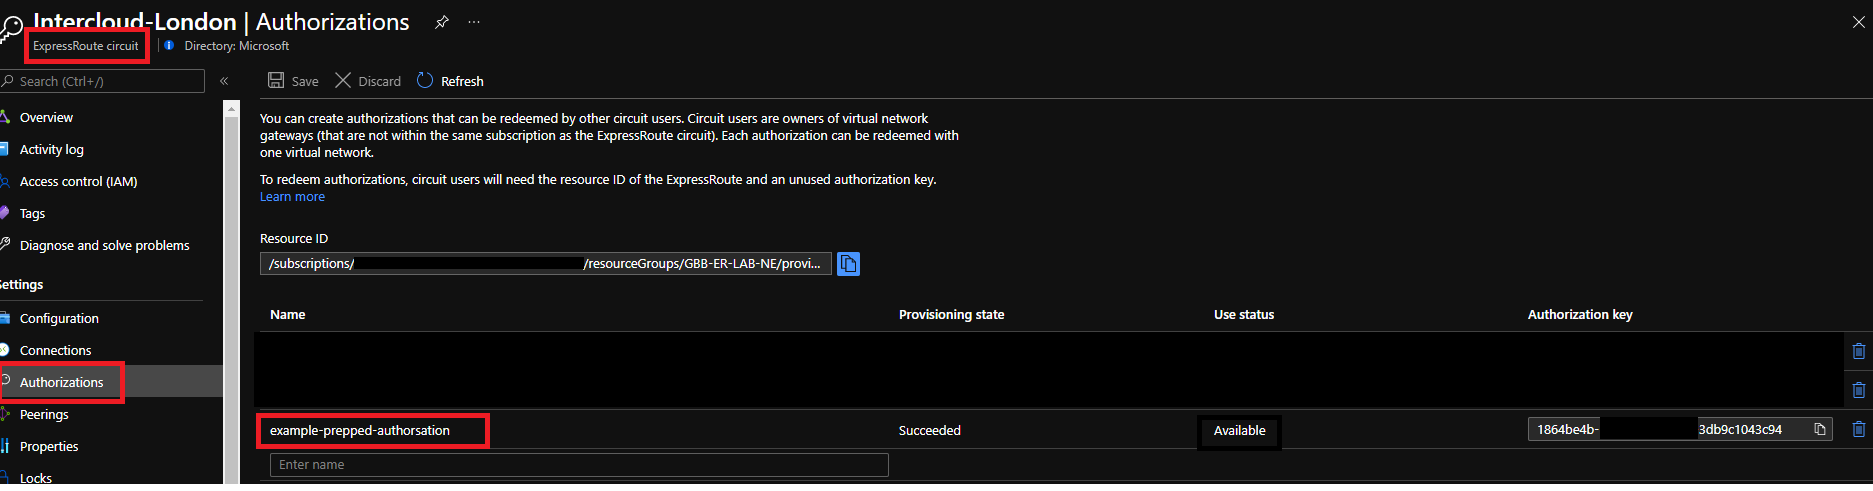 Intercloud-London | Authorizations ...
ExpressRoute circuit
Directory: Microsoft
Search (Ctrl+/)
«
Save
Discard
Refresh
Overview
Activity log
Access control (IAM)
Tags
Diagnose and solve problems
Settings
Configuration
Connections
Authorizations
Peerings
Properties
Locks
You can create authorizations that can be redeemed by other circuit users. Circuit users are owners of virtual network
gateways (that are not within the same subscription as the ExpressRoute circuit). Each authorization can be redeemed with
one virtual network.
To redeem authorizations, circuit users will need the resource ID of the ExpressRoute and an unused authorization key.
Learn more
Resource ID
/subscriptions/ /resourceGroups/GBB-ER-LAB-NE/provi...
Name Provisioning state Use status Authorization key
example-prepped-authorsation Succeeded Available 1864be4b- 3db9c1043c94
Enter name